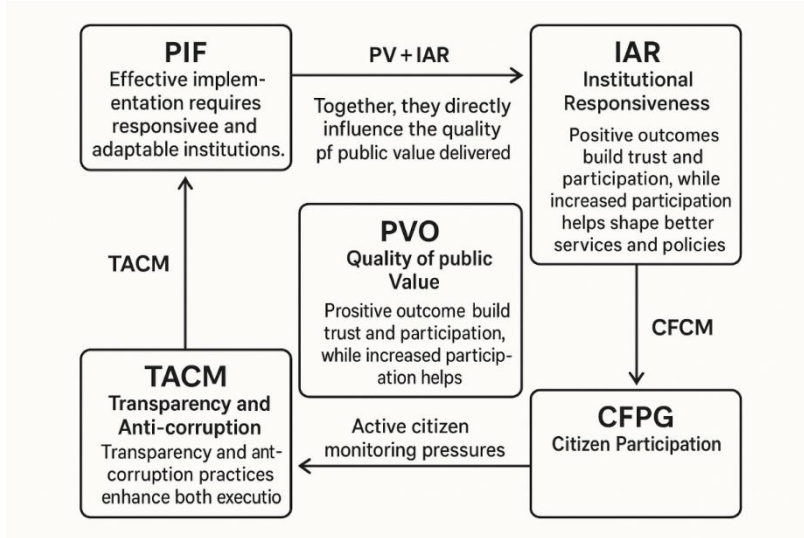 PIF
Effective implem-
entation requires
responsivee and
adaptable institutions.
PV + IAR
Together, they directly
influence the quality
pf public value delivered
IAR
Institutional
Responsiveness
Positive outcomes
build trust and
participation, while
increased participation
helps shape better
services and policies
TACM
PVO
Quality of public
Value
Prositive outcome build
trust and participation,
while increased particip-
ation helps
CFCM
TACM
Transparency and
Anti-corruption
Transparency and ant-
corruption practices
enhance both executio
Active citizen
monitoring pressures
CFPG
Citizen Participation